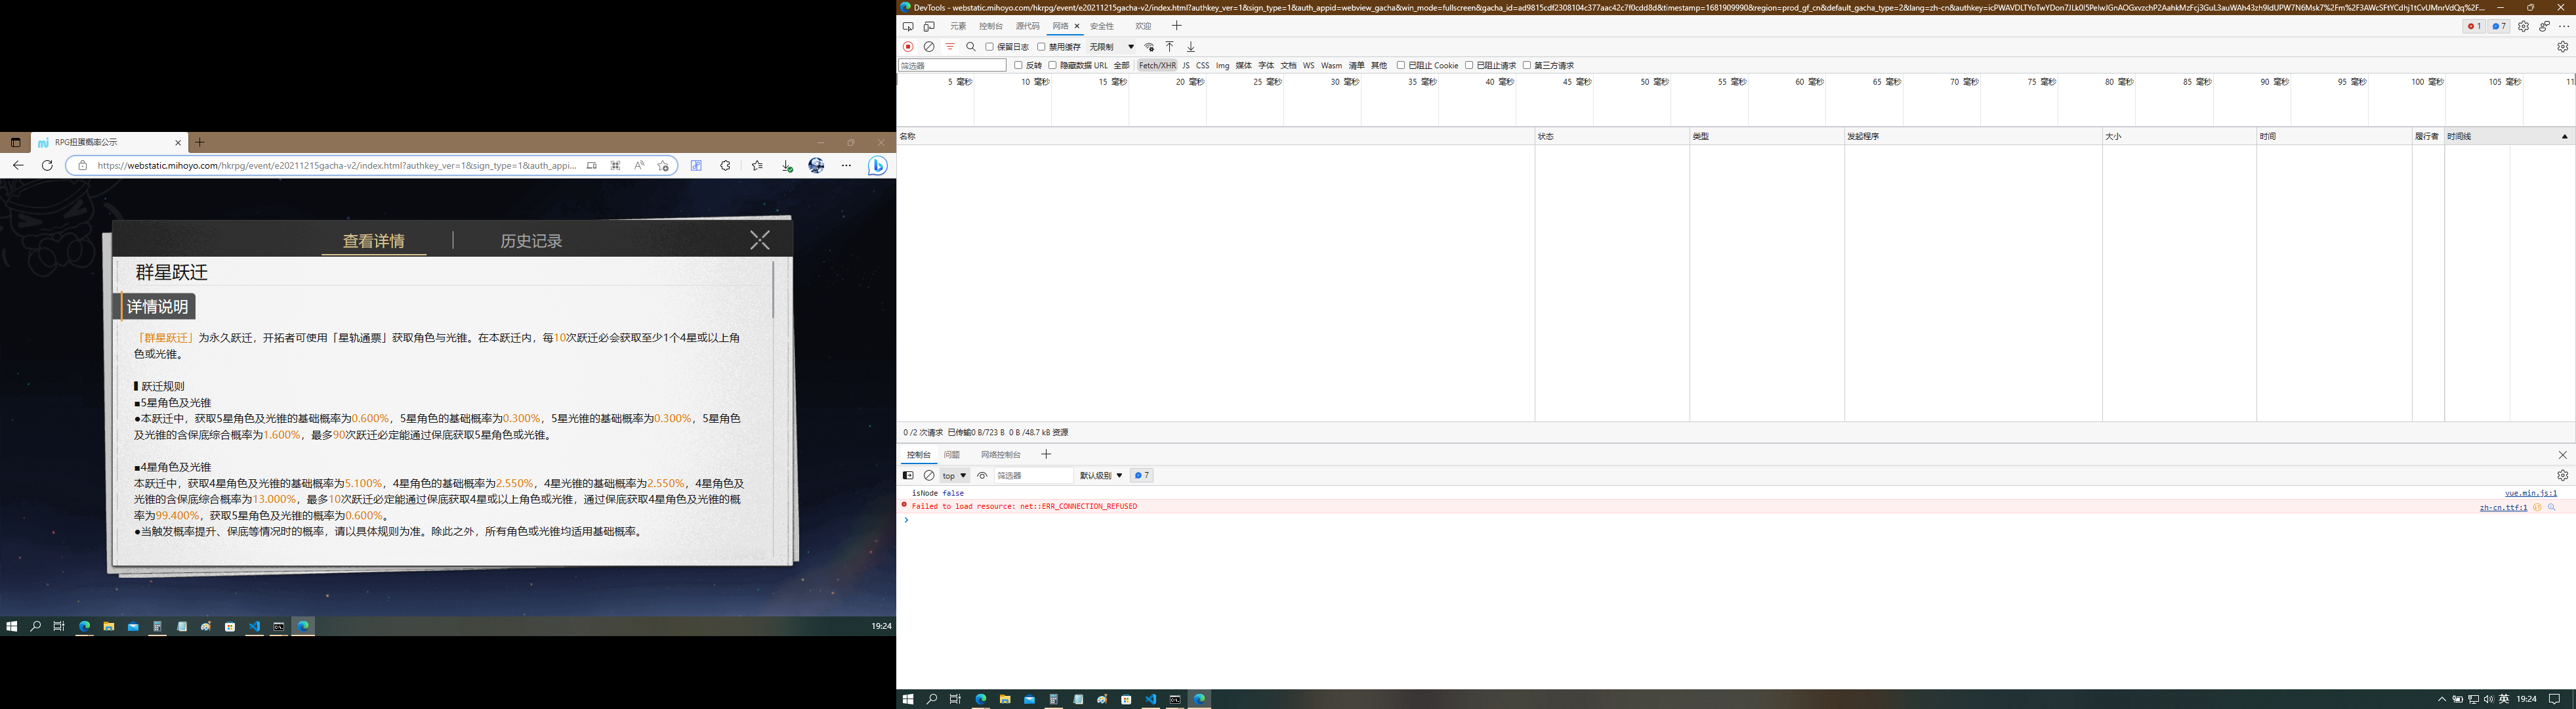 RPG扭蛋概率公示
https://webstatic.mihoyo.com/hkrpg/event/e20211215gacha-v2/index.html?authkey_ver=1&sign_type=1&auth_appi...
查看详情
历史记录
群星跃迁
详情说明
「群星跃迁」为永久跃迁，开拓者可使用「星轨通票」获取角色与光锥。在本跃迁内，每10次跃迁必会获取至少1个4星或以上角
色或光锥。
▌跃迁规则
■5星角色及光锥
●本跃迁中，获取5星角色及光锥的基础概率为0.600%，5星角色的基础概率为0.300%，5星光锥的基础概率为0.300%，5星角色
及光锥的含保底综合概率为1.600%，最多90次跃迁必定能通过保底获取5星角色或光锥。
■4星角色及光锥
本跃迁中，获取4星角色及光锥的基础概率为5.100%，4星角色的基础概率为2.550%，4星光锥的基础概率为2.550%，4星角色及
光锥的含保底综合概率为13.000%，最多10次跃迁必定能通过保底获取4星或以上角色或光锥，通过保底获取4星角色及光锥的概
率为99.400%，获取5星角色及光锥的概率为0.600%。
●当触发概率提升、保底等情况时的概率，请以具体规则为准。除此之外，所有角色或光锥均适用基础概率。
19:24
DevTools - webstatic.mihoyo.com/hkrpg/event/e20211215gacha-v2/index.html?authkey_ver=1&sign_type=1&auth_appid=webview_gacha&win_mode=fullscreen&gacha_id=ad9815cdf2308104c377aac42c7f0cdd8d&timestamp=1681909990&region=prod_gf_cn&default_gacha_type=2&lang=zh-cn
元素 控制台 源代码 网络 安全性 欢迎 1 7
保留日志 禁用缓存 无限制
筛选器 反转 隐藏数据 URL 全部 Fetch/XHR JS CSS Img 媒体 字体 文档 WS Wasm 清单 其他 已阻止 Cookie 已阻止请求 第三方请求
5 毫秒 10 毫秒 15 毫秒 20 毫秒 25 毫秒 30 毫秒 35 毫秒 40 毫秒 45 毫秒 50 毫秒 55 毫秒 60 毫秒 65 毫秒 70 毫秒 75 毫秒 80 毫秒 85 毫秒 90 毫秒 95 毫秒 100 毫秒 105 毫秒 11
名称 状态 类型 发起程序 大小 时间 履行者 时间线
0 /2 次请求 已传输0 B/723 B 0 B /48.7 kB 资源
控制台 问题 网络控制台
top 筛选器 默认级别 7
isNode false vue.min.js:1
Failed to load resource: net::ERR_CONNECTION_REFUSED zh-cn.ttf:1
英 19:24